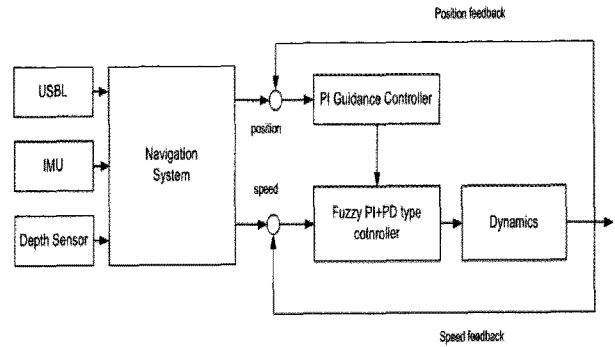 Position feedback
USBL
IMU
Depth Sensor
Navigation
System
position
speed
PI Guidance Controller
Fuzzy PI+PD type
cotnroller
Dynamics
Speed feedback